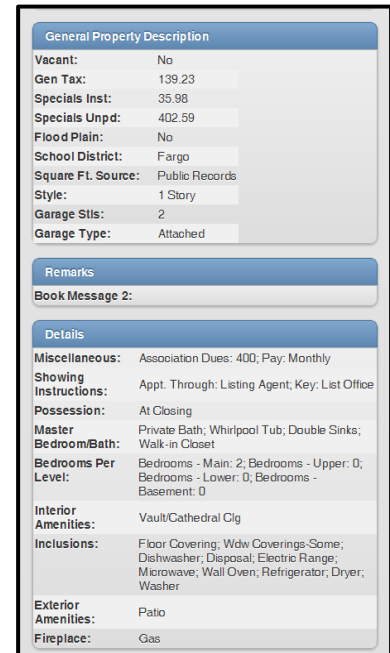 General Property Description
Vacant: No
Gen Tax: 139.23
Specials Inst: 35.98
Specials Unpd: 402.59
Flood Plain: No
School District: Fargo
Square Ft. Source: Public Records
Style: 1 Story
Garage Stls: 2
Garage Type: Attached
Remarks
Book Message 2:
Details
Miscellaneous: Association Dues: 400; Pay: Monthly
Showing
Instructions: Appt. Through: Listing Agent; Key: List Office
Possession: At Closing
Master Private Bath; Whirlpool Tub; Double Sinks;
Bedroom/Bath: Walk-in Closet
Bedrooms Per Bedrooms - Main: 2; Bedrooms - Upper: 0;
Level: Bedrooms - Lower: 0; Bedrooms -
Basement: 0
Interior
Amenities: Vault/Cathedral Clg
Inclusions: Floor Covering; Wdw Coverings-Some;
Dishwasher; Disposal; Electric Range;
Microwave; Wall Oven; Refrigerator; Dryer;
Washer
Exterior
Amenities: Patio
Fireplace: Gas